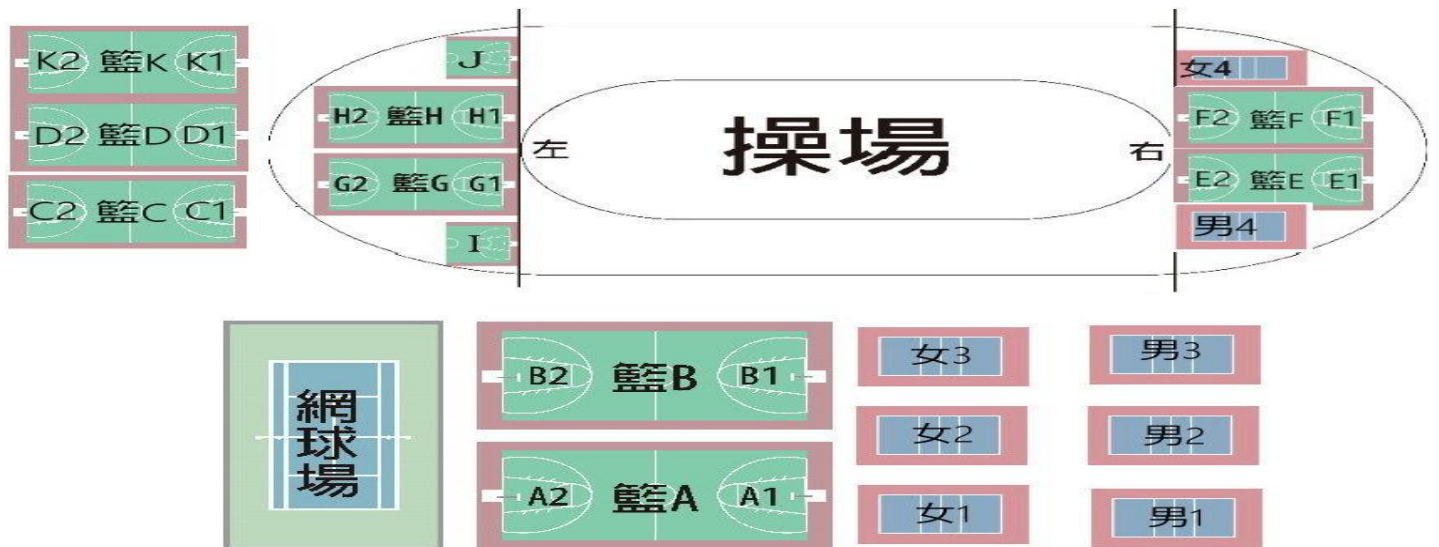 K2 籃K K1
D2 籃D D1
C2 籃C C1
J
H2 籃H H1
G2 籃G G1
I
左
操場
右
女4
F2 籃F F1
E2 籃E E1
男4
網球場
B2 籃B B1
A2 籃A A1
女3
男3
女2
男2
女1
男1